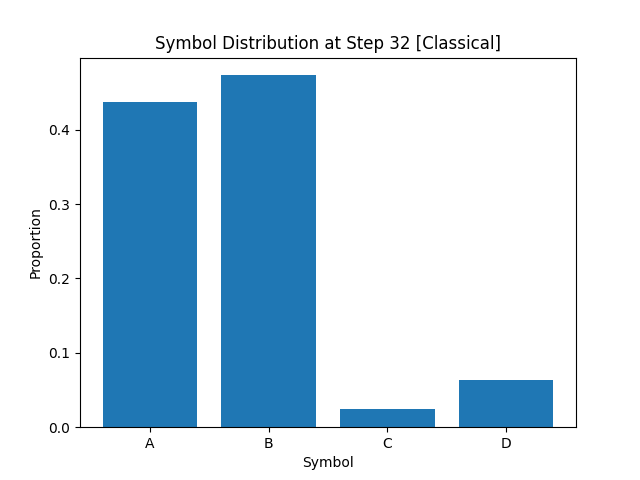 Symbol Distribution at Step 32 [Classical]
Proportion
0.4
0.3
0.2
0.1
0.0
A B C D
Symbol